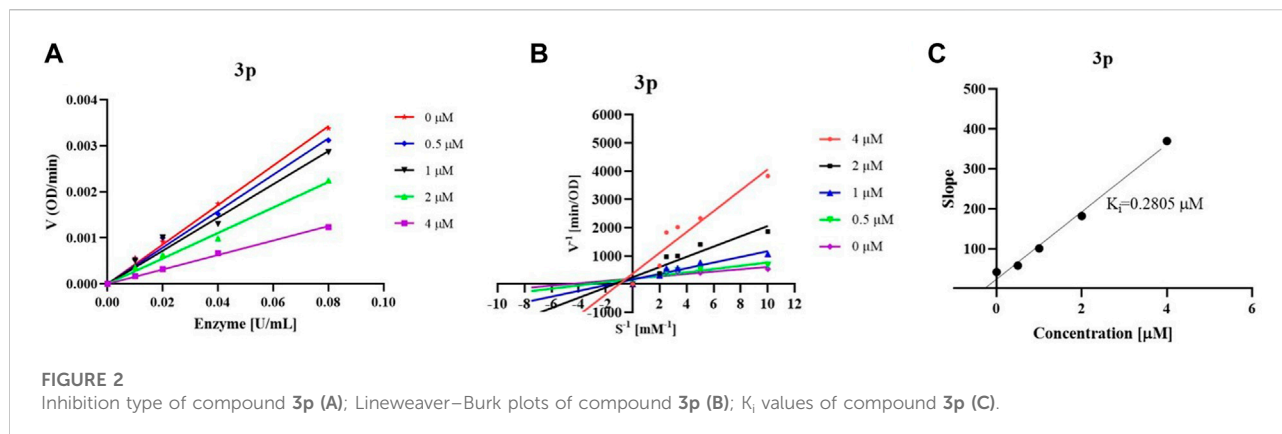 A
3p
0.004
0.003
0.002
0.001
0.000
0.00
0.02
0.04
0.06
0.08
0.10
V (OD/min)
Enzyme [U/mL]
0 μM
0.5 μM
1 μM
2 μM
4 μM
B
3p
6000
5000
4000
3000
2000
1000
-1000
-10
-8
-6
-4
-2
0
2
4
6
8
10
12
V⁻¹ [min/OD]
S⁻¹ [mM⁻¹]
4 μM
2 μM
1 μM
0.5 μM
0 μM
C
3p
500
400
300
200
100
0
2
4
6
Slope
Kᵢ=0.2805 μM
Concentration [μM]
FIGURE 2
Inhibition type of compound 3p (A); Lineweaver–Burk plots of compound 3p (B); Kᵢ values of compound 3p (C).